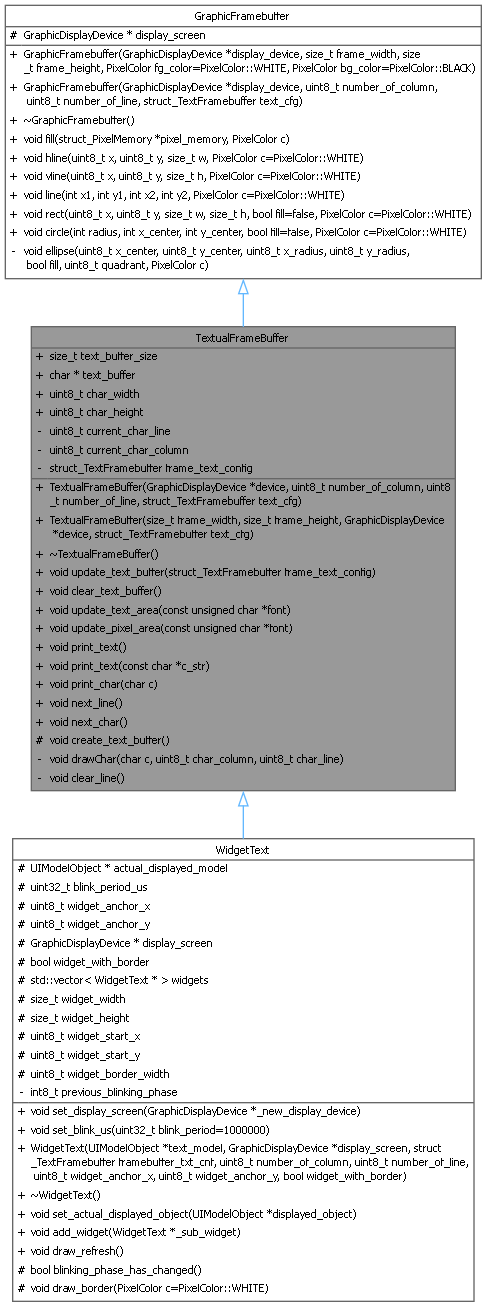 GraphicFramebuffer
# GraphicDisplayDevice * display_screen
+ GraphicFramebuffer(GraphicDisplayDevice *display_device, size_t frame_width, size
_t frame_height, PixelColor fg_color=PixelColor::WHITE, PixelColor bg_color=PixelColor::BLACK)
+ GraphicFramebuffer(GraphicDisplayDevice *display_device, uint8_t number_of_column,
uint8_t number_of_line, struct_TextFramebuffer text_cfg)
+ ~GraphicFramebuffer()
+ void fill(struct_PixelMemory *pixel_memory, PixelColor c)
+ void hline(uint8_t x, uint8_t y, size_t w, PixelColor c=PixelColor::WHITE)
+ void vline(uint8_t x, uint8_t y, size_t h, PixelColor c=PixelColor::WHITE)
+ void line(int x1, int y1, int x2, int y2, PixelColor c=PixelColor::WHITE)
+ void rect(uint8_t x, uint8_t y, size_t w, size_t h, bool fill=false, PixelColor c=PixelColor::WHITE)
+ void circle(int radius, int x_center, int y_center, bool fill=false, PixelColor c=PixelColor::WHITE)
- void ellipse(uint8_t x_center, uint8_t y_center, uint8_t x_radius, uint8_t y_radius,
bool fill, uint8_t quadrant, PixelColor c)
TextualFrameBuffer
+ size_t text_buffer_size
+ char * text_buffer
+ uint8_t char_width
+ uint8_t char_height
- uint8_t current_char_line
- uint8_t current_char_column
- struct_TextFramebuffer frame_text_config
+ TextualFrameBuffer(GraphicDisplayDevice *device, uint8_t number_of_column, uint8
_t number_of_line, struct_TextFramebuffer text_cfg)
+ TextualFrameBuffer(size_t frame_width, size_t frame_height, GraphicDisplayDevice
*device, struct_TextFramebuffer text_cfg)
+ ~TextualFrameBuffer()
+ void update_text_buffer(struct_TextFramebuffer frame_text_config)
+ void clear_text_buffer()
+ void update_text_area(const unsigned char *font)
+ void update_pixel_area(const unsigned char *font)
+ void print_text()
+ void print_text(const char *c_str)
+ void print_char(char c)
+ void next_line()
+ void next_char()
# void create_text_buffer()
- void drawChar(char c, uint8_t char_column, uint8_t char_line)
- void clear_line()
WidgetText
# UIModelObject * actual_displayed_model
# uint32_t blink_period_us
# uint8_t widget_anchor_x
# uint8_t widget_anchor_y
# GraphicDisplayDevice * display_screen
# bool widget_with_border
# std::vector< WidgetText * > widgets
# size_t widget_width
# size_t widget_height
# uint8_t widget_start_x
# uint8_t widget_start_y
# uint8_t widget_border_width
- int8_t previous_blinking_phase
+ void set_display_screen(GraphicDisplayDevice *_new_display_device)
+ void set_blink_us(uint32_t blink_period=1000000)
+ WidgetText(UIModelObject *text_model, GraphicDisplayDevice *display_screen, struct
_TextFramebuffer framebuffer_txt_cnf, uint8_t number_of_column, uint8_t number_of_line,
uint8_t widget_anchor_x, uint8_t widget_anchor_y, bool widget_with_border)
+ ~WidgetText()
+ void set_actual_displayed_object(UIModelObject *displayed_object)
+ void add_widget(WidgetText *_sub_widget)
+ void draw_refresh()
# bool blinking_phase_has_changed()
# void draw_border(PixelColor c=PixelColor::WHITE)